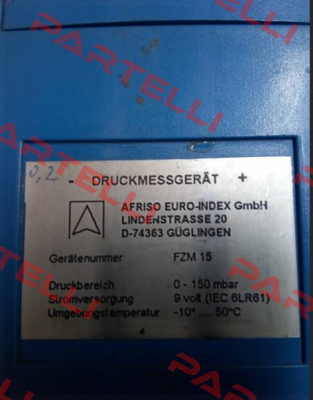 PARTELLI
PARTELLI
PARTELLI
0,2
- DRUCKMESSGERÄT +
AFRISO EURO-INDEX GmbH
LINDENSTRASSE 20
D-74363 GÜGLINGEN
Gerätenummer FZM 15
Druckbereich 0 - 150 mbar
Stromversorgung 9 volt (IEC 6LR61)
Umgebungstemperatur -10° ..... 50°C
PARTELLI
PARTELLI